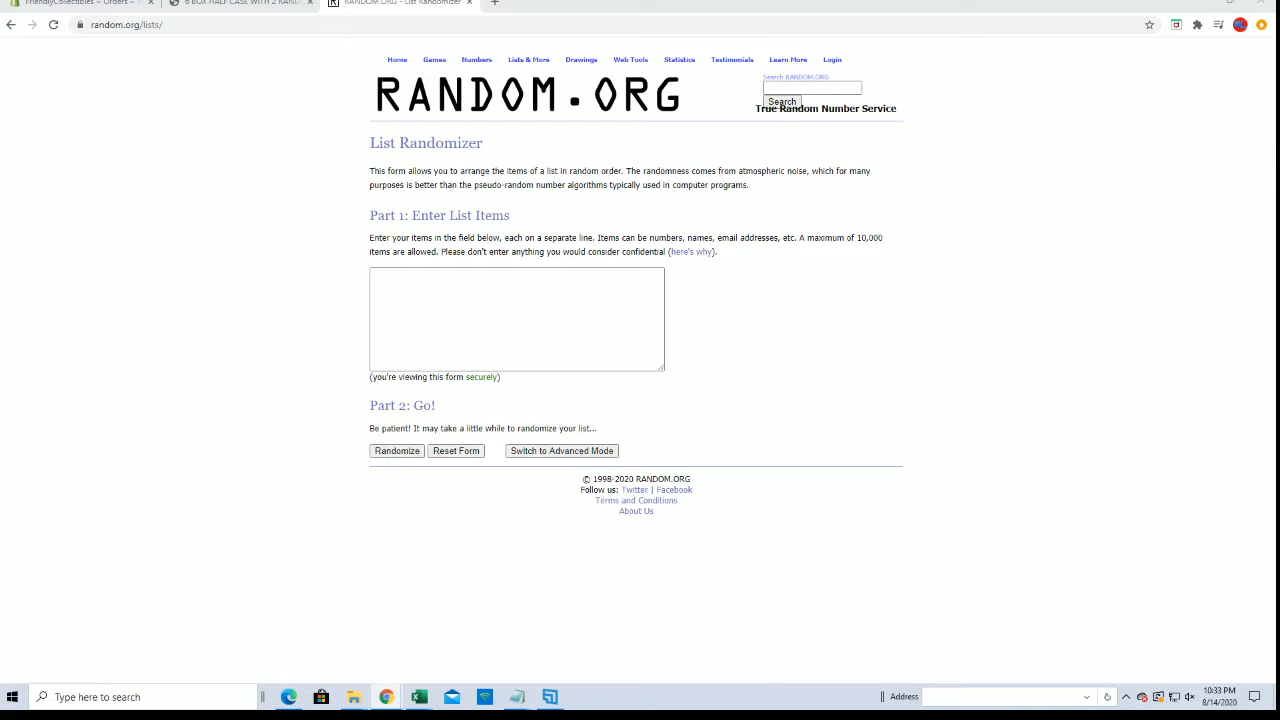 FriendlyCollectibles ~ Orders ~
6 BOX HALF CASE WITH 2 RAND
RANDOM.ORG - List Randomizer
random.org/lists/
Home Games Numbers Lists & More Drawings Web Tools Statistics Testimonials Learn More Login
RANDOM.ORG
Search RANDOM.ORG
Search
True Random Number Service
List Randomizer
This form allows you to arrange the items of a list in random order. The randomness comes from atmospheric noise, which for many
purposes is better than the pseudo-random number algorithms typically used in computer programs.
Part 1: Enter List Items
Enter your items in the field below, each on a separate line. Items can be numbers, names, email addresses, etc. A maximum of 10,000
items are allowed. Please don't enter anything you would consider confidential (here's why).
(you're viewing this form securely)
Part 2: Go!
Be patient! It may take a little while to randomize your list...
Randomize Reset Form Switch to Advanced Mode
© 1998-2020 RANDOM.ORG
Follow us: Twitter | Facebook
Terms and Conditions
About Us
Type here to search
Address
10:33 PM
8/14/2020